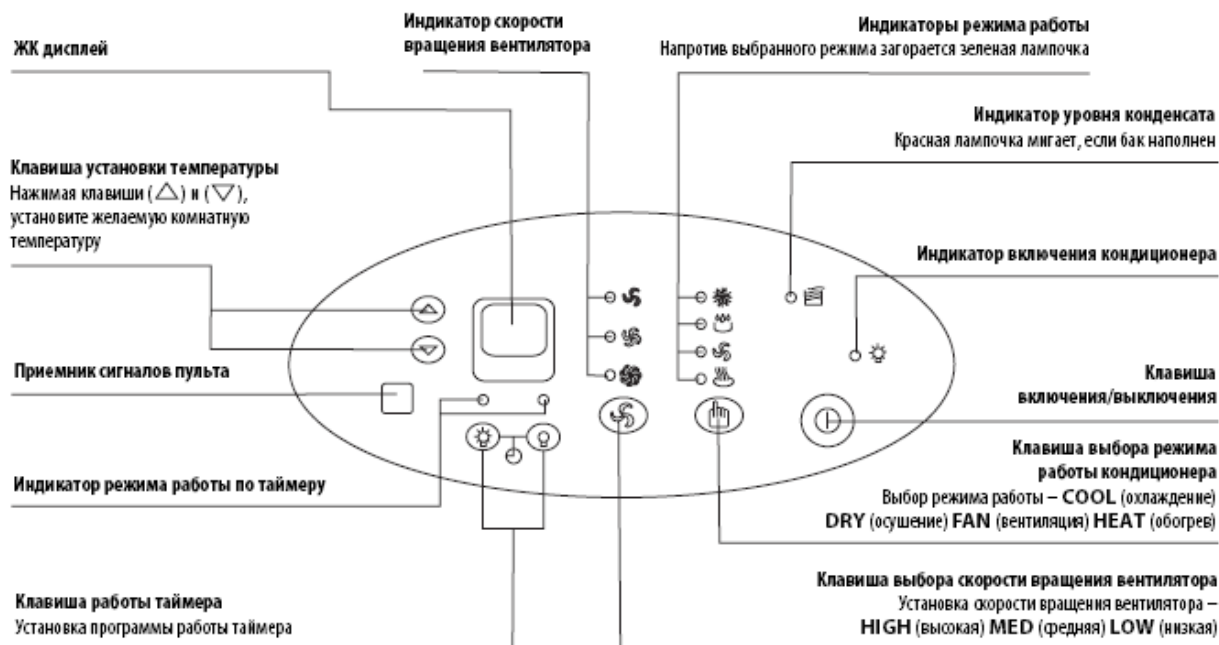 ЖК дисплей
Индикатор скорости
вращения вентилятора
Индикаторы режима работы
Напротив выбранного режима загорается зеленая лампочка
Индикатор уровня конденсата
Красная лампочка мигает, если бак наполнен
Клавиша установки температуры
Нажимая клавиши (△) и (▽),
установите желаемую комнатную
температуру
Индикатор включения кондиционера
Приемник сигналов пульта
Клавиша
включения/выключения
Индикатор режима работы по таймеру
Клавиша выбора режима
работы кондиционера
Выбор режима работы – COOL (охлаждение)
DRY (осушение) FAN (вентиляция) HEAT (обогрев)
Клавиша работы таймера
Установка программы работы таймера
Клавиша выбора скорости вращения вентилятора
Установка скорости вращения вентилятора –
HIGH (высокая) MED (средняя) LOW (низкая)